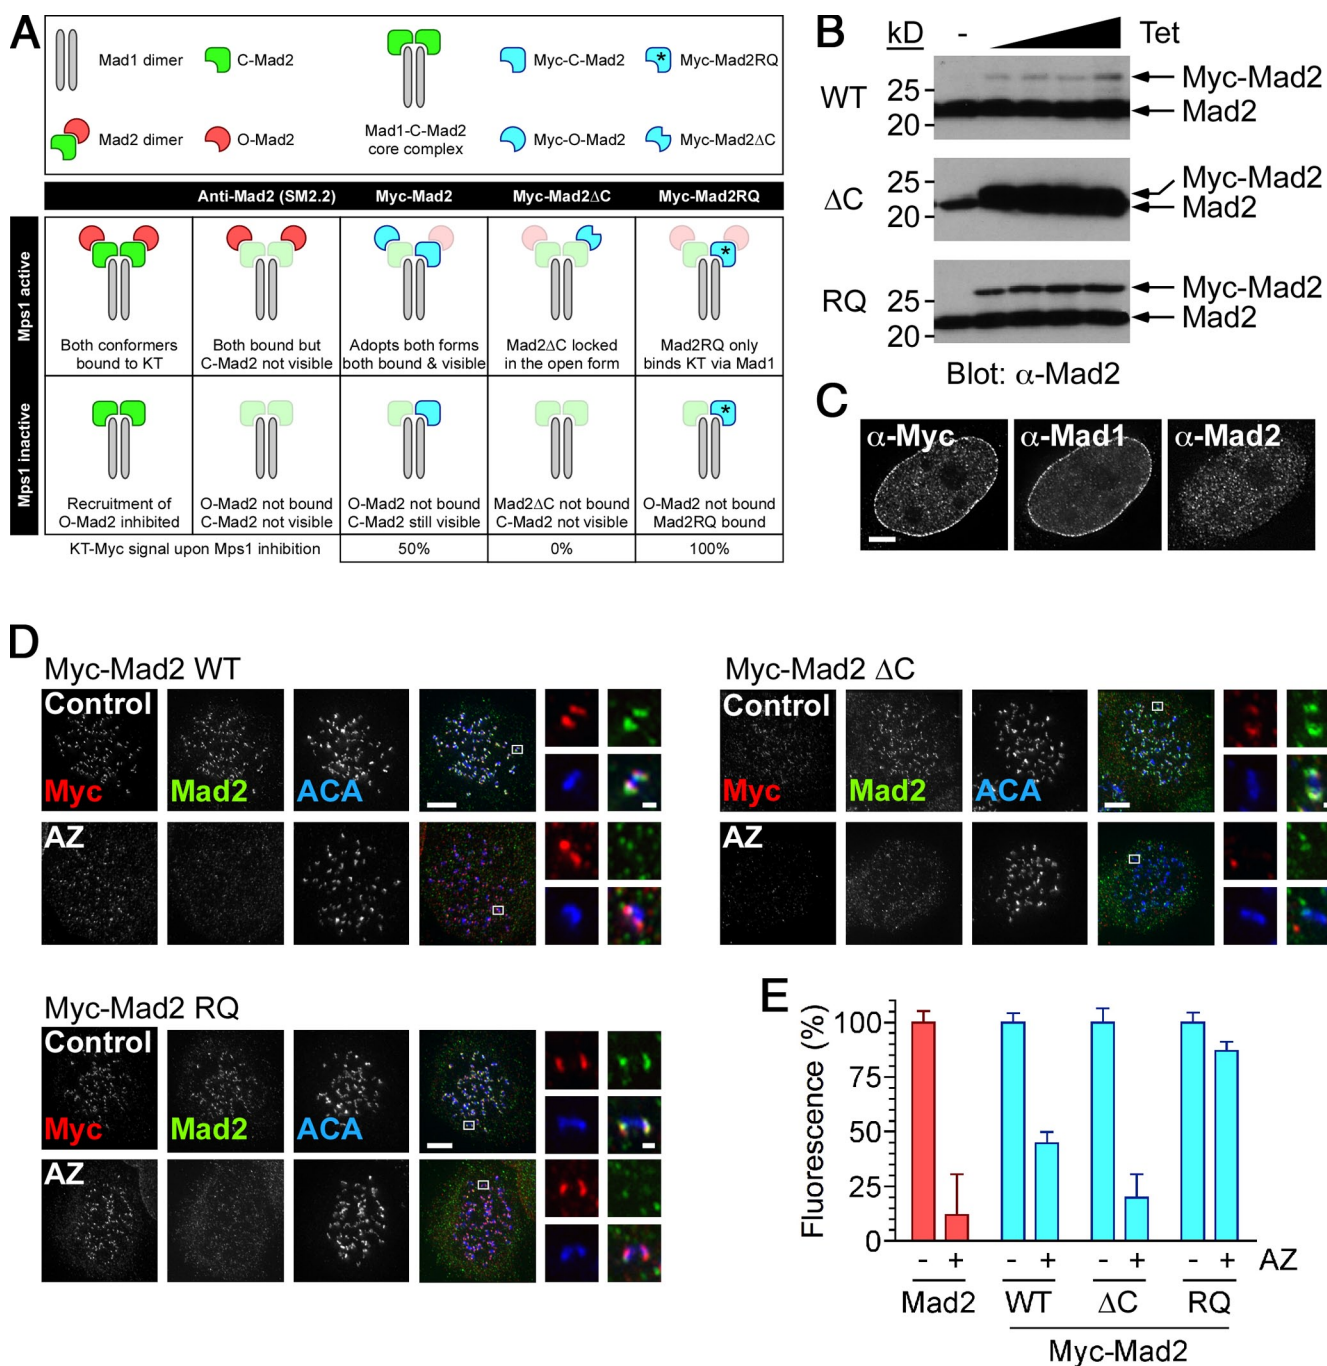 A
Mad1 dimer
C-Mad2
Myc-C-Mad2
*
Myc-Mad2RQ
Mad2 dimer
O-Mad2
Mad1-C-Mad2
core complex
Myc-O-Mad2
Myc-Mad2ΔC
Anti-Mad2 (SM2.2)
Myc-Mad2
Myc-Mad2ΔC
Myc-Mad2RQ
Mps1 active
*
Both conformers
bound to KT
Both bound but
C-Mad2 not visible
Adopts both forms
both bound & visible
Mad2ΔC locked
in the open form
Mad2RQ only
binds KT via Mad1
Mps1 inactive
*
Recruitment of
O-Mad2 inhibited
O-Mad2 not bound
C-Mad2 not visible
O-Mad2 not bound
C-Mad2 still visible
Mad2ΔC not bound
C-Mad2 not visible
O-Mad2 not bound
Mad2RQ bound
KT-Myc signal upon Mps1 inhibition
50%
0%
100%
B
kD
-
Tet
WT
25
20
Myc-Mad2
Mad2
ΔC
25
20
Myc-Mad2
Mad2
RQ
25
20
Myc-Mad2
Mad2
Blot: α-Mad2
C
α-Myc
α-Mad1
α-Mad2
D
Myc-Mad2 WT
Control
Myc
Mad2
ACA
AZ
Myc-Mad2 ΔC
Control
Myc
Mad2
ACA
AZ
Myc-Mad2 RQ
Control
Myc
Mad2
ACA
AZ
E
Fluorescence (%)
100
75
50
25
0
- + - + - + - + AZ
Mad2 WT ΔC RQ
Myc-Mad2